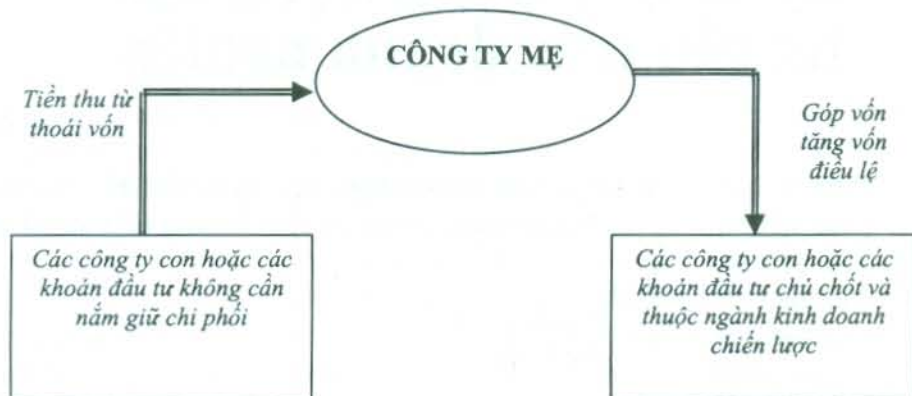 CÔNG TY MẸ
Tiền thu từ
thoái vốn
Góp vốn
tăng vốn
điều lệ
Các công ty con hoặc các
khoản đầu tư không cần
nắm giữ chi phối
Các công ty con hoặc các
khoản đầu tư chủ chốt và
thuộc ngành kinh doanh
chiến lược